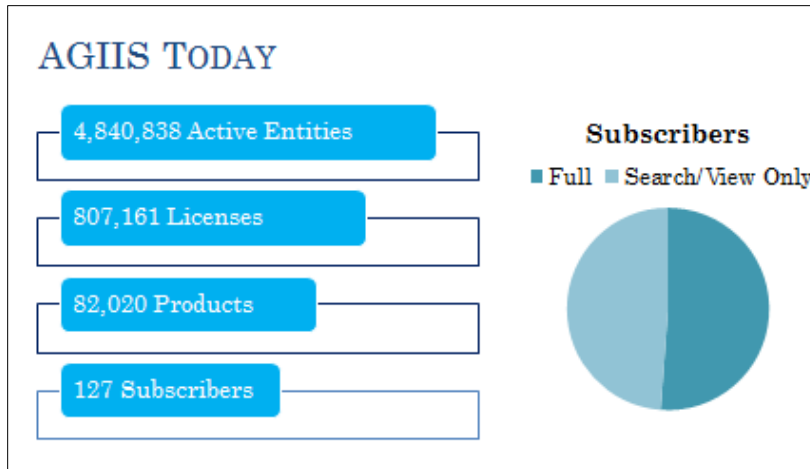 AGIIS TODAY
4,840,838 Active Entities
807,161 Licenses
82,020 Products
127 Subscribers
Subscribers
Full Search/View Only